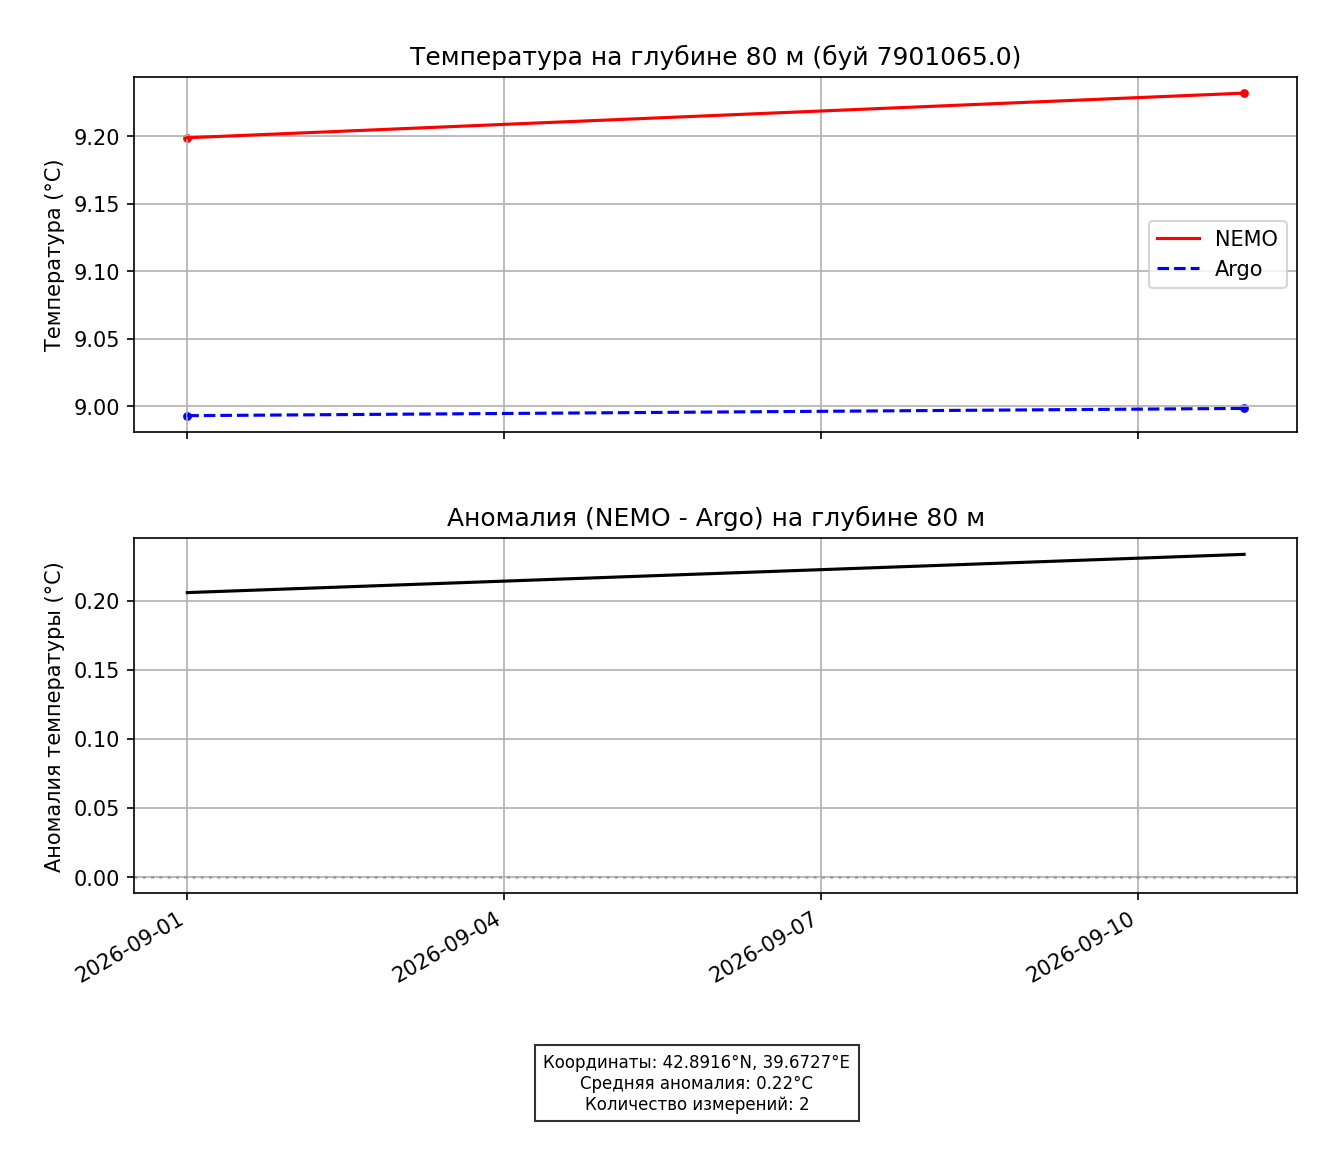 Температура на глубине 80 м (буй 7901065.0)
Температура (°C)
9.20
9.15
9.10
9.05
9.00
NEMO
Argo
Аномалия (NEMO - Argo) на глубине 80 м
Аномалия температуры (°C)
0.20
0.15
0.10
0.05
0.00
2026-09-01
2026-09-04
2026-09-07
2026-09-10
Координаты: 42.8916°N, 39.6727°E
Средняя аномалия: 0.22°C
Количество измерений: 2